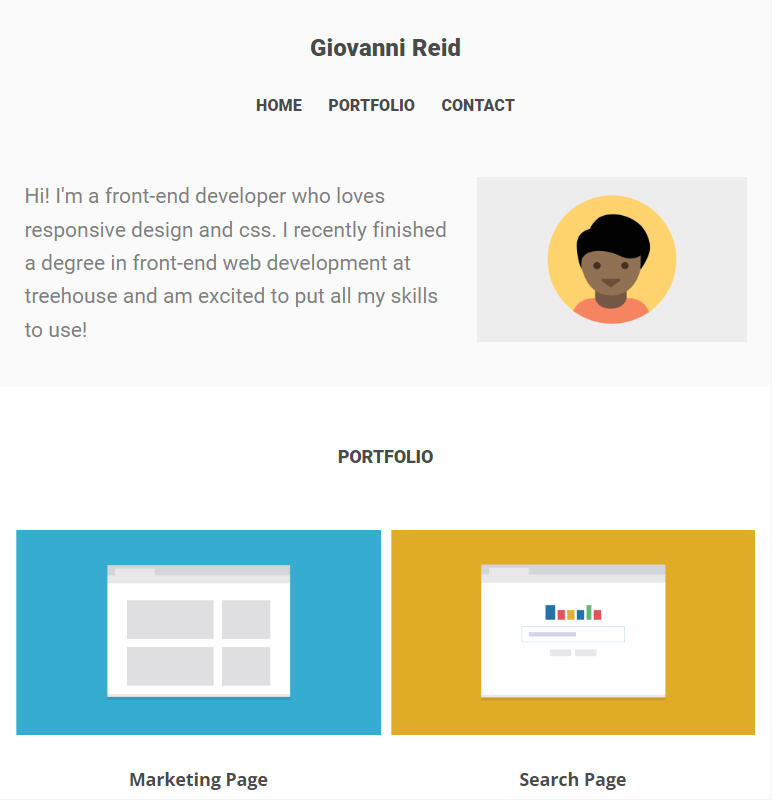 Giovanni Reid
HOME PORTFOLIO CONTACT
Hi! I'm a front-end developer who loves
responsive design and css. I recently finished
a degree in front-end web development at
treehouse and am excited to put all my skills
to use!
PORTFOLIO
Marketing Page Search Page